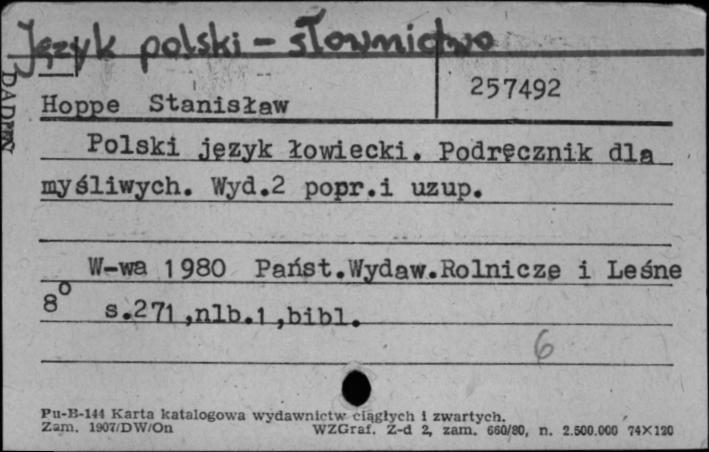 Język polski – słownictwo
257492
Hoppe Stanisław
Polski język łowiecki. Podręcznik dla
myśliwych. Wyd.2 popr.i uzup.
W-wa 1980 Państ.Wydaw.Rolnicze i Leśne
8° s.271,nlb.1,bibl.
6
Pu-B-144 Karta katalogowa wydawnictw ciągłych i zwartych.
Zam. 1907/DW/On WZGraf. Z-d 2, zam. 660/80, n. 2.500.000 74×120